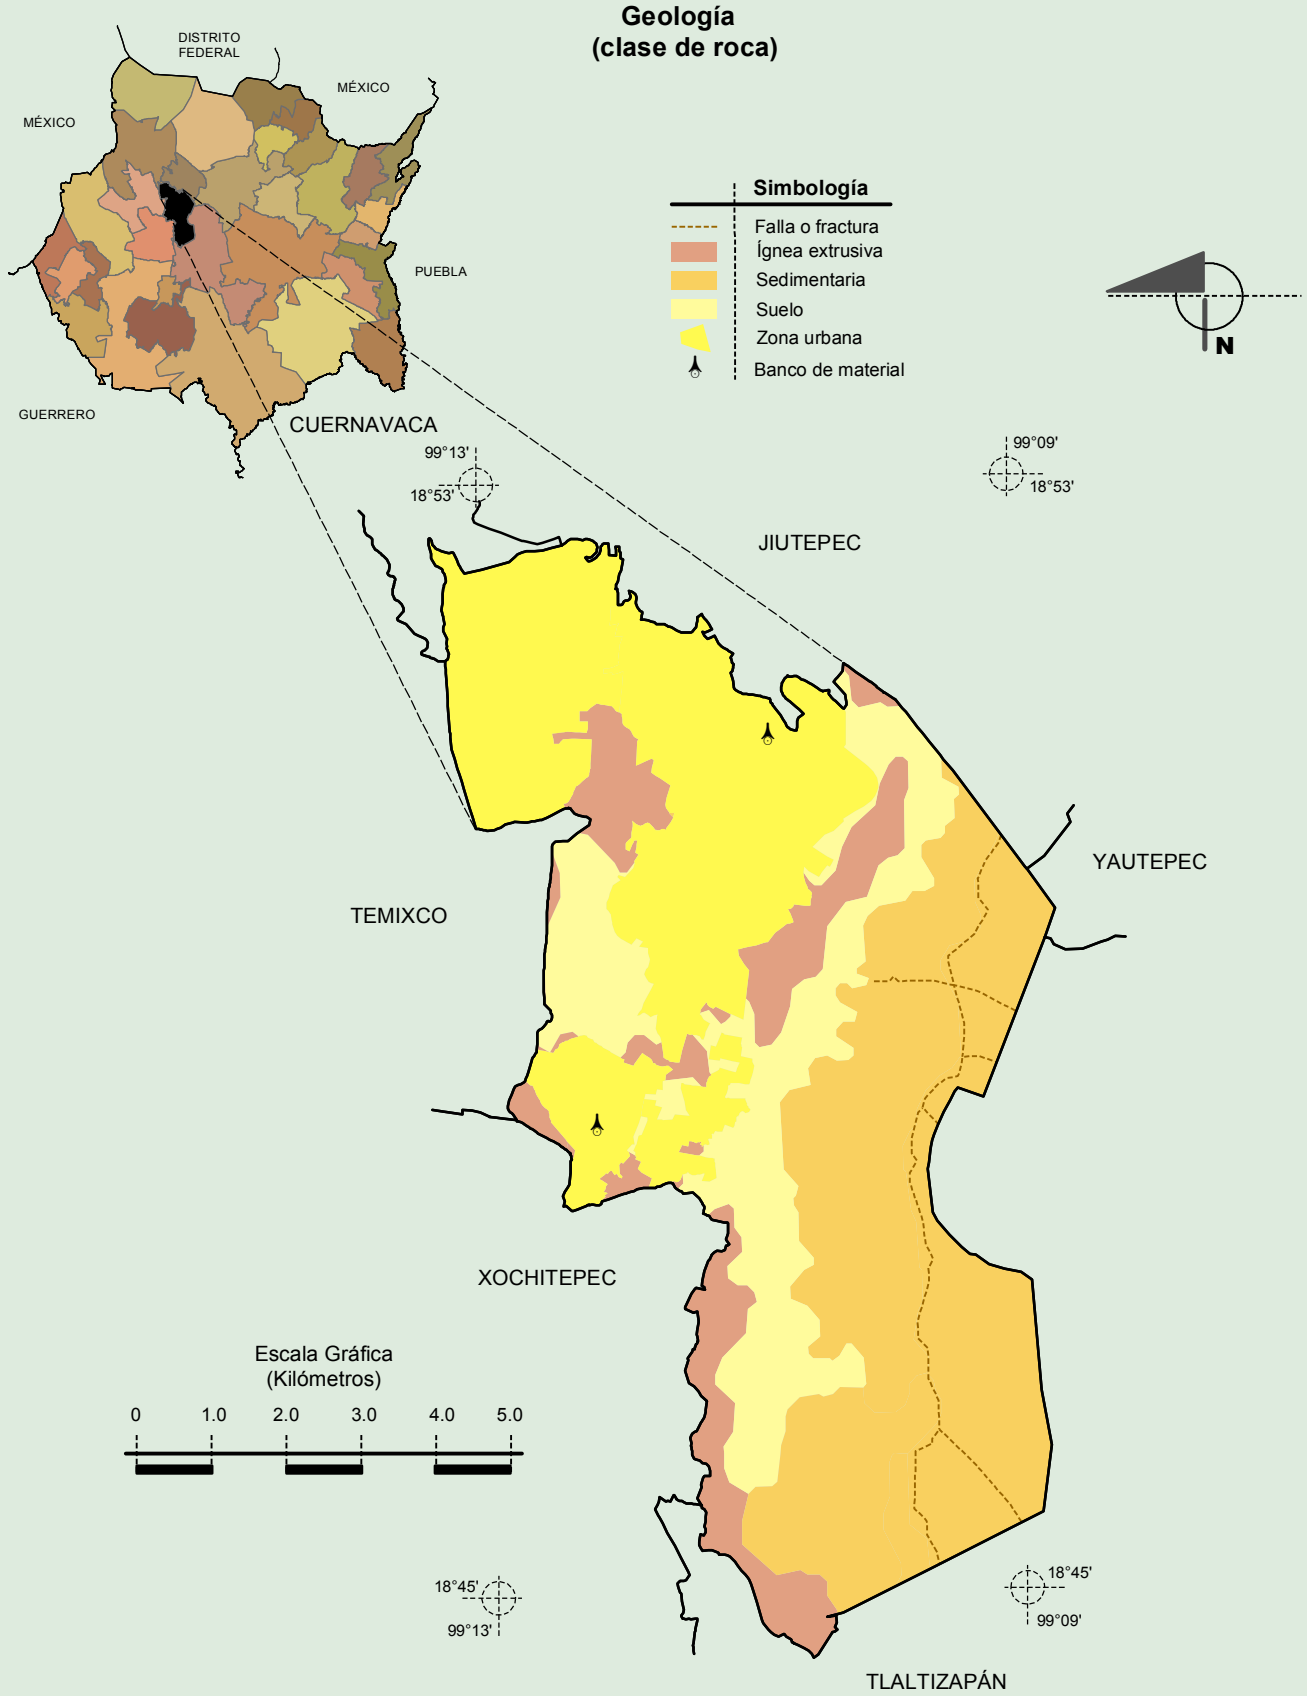 Geología
(clase de roca)
DISTRITO
FEDERAL
MÉXICO
MÉXICO
PUEBLA
GUERRERO
Simbología
Falla o fractura
Ígnea extrusiva
Sedimentaria
Suelo
Zona urbana
Banco de material
N
CUERNAVACA
99°13'
18°53'
99°09'
18°53'
JIUTEPEC
YAUTEPEC
TEMIXCO
XOCHITEPEC
Escala Gráfica
(Kilómetros)
0 1.0 2.0 3.0 4.0 5.0
18°45'
99°13'
18°45'
99°09'
TLALTIZAPÁN